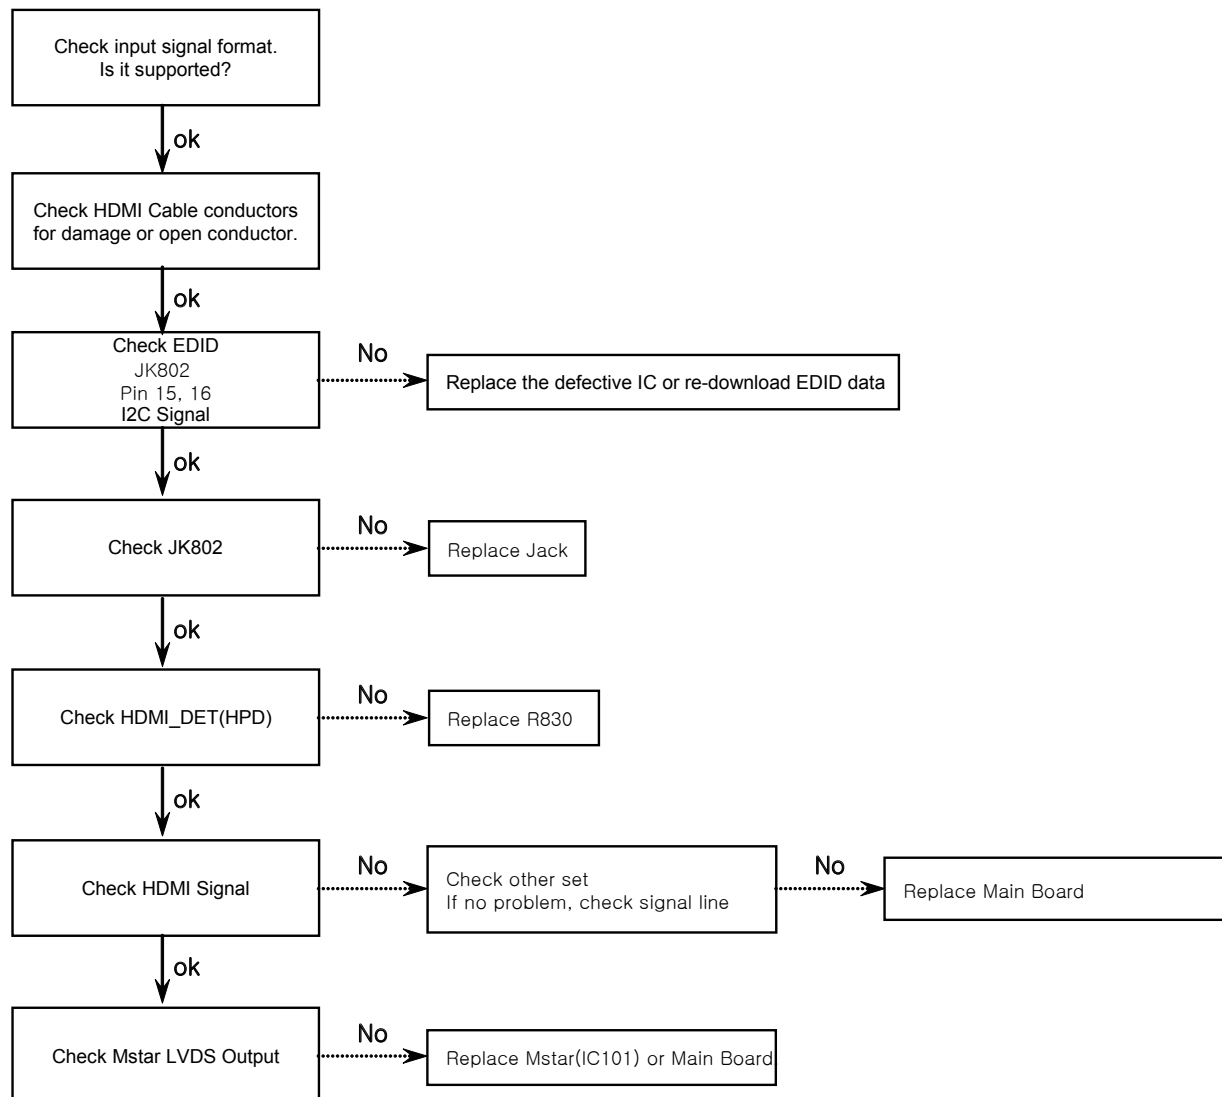 Check input signal format.
Is it supported?
ok
Check HDMI Cable conductors
for damage or open conductor.
ok
Check EDID
JK802
Pin 15, 16
I2C Signal
No
Replace the defective IC or re-download EDID data
ok
Check JK802
No
Replace Jack
ok
Check HDMI_DET(HPD)
No
Replace R830
ok
Check HDMI Signal
No
Check other set
If no problem, check signal line
No
Replace Main Board
ok
Check Mstar LVDS Output
No
Replace Mstar(IC101) or Main Board